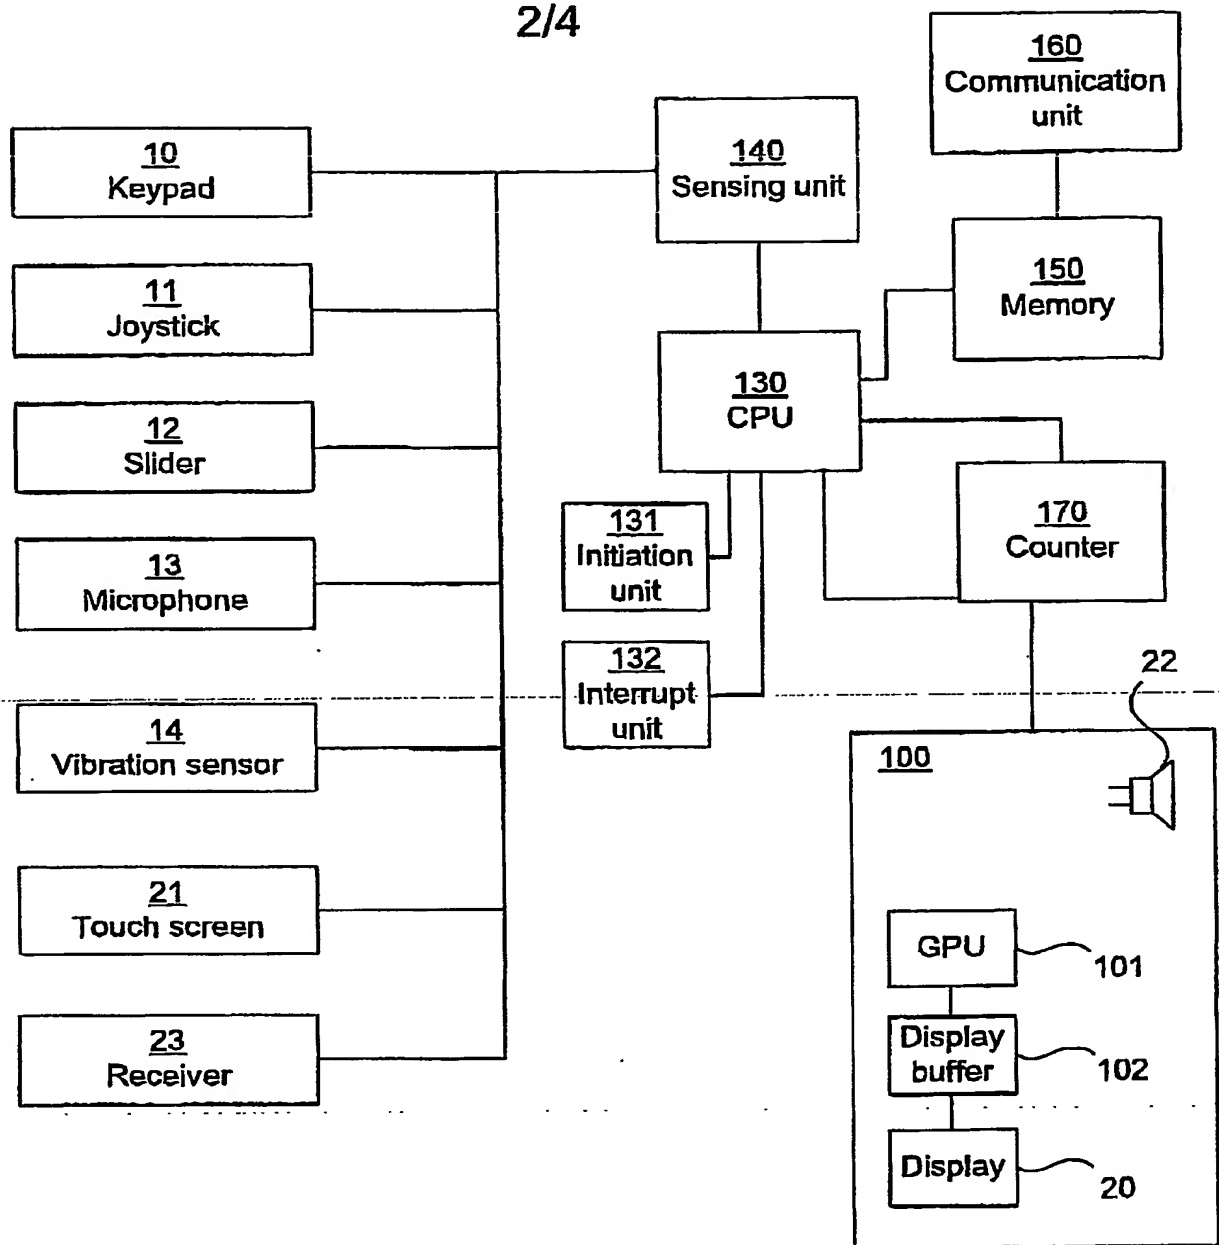 2/4
160
Communication
unit
10
Keypad
140
Sensing unit
11
Joystick
150
Memory
130
CPU
12
Slider
170
Counter
131
Initiation
unit
13
Microphone
132
Interrupt
unit
22
14
Vibration sensor
100
21
Touch screen
GPU
101
23
Receiver
Display
buffer
102
Display
20